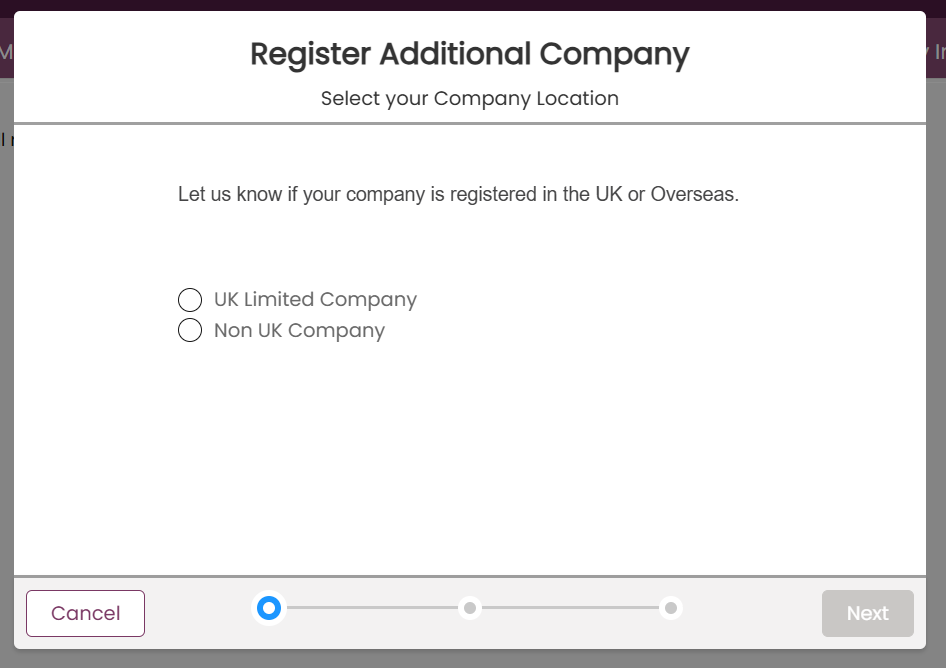 Register Additional Company
Select your Company Location
Let us know if your company is registered in the UK or Overseas.
UK Limited Company
Non UK Company
Cancel
Next